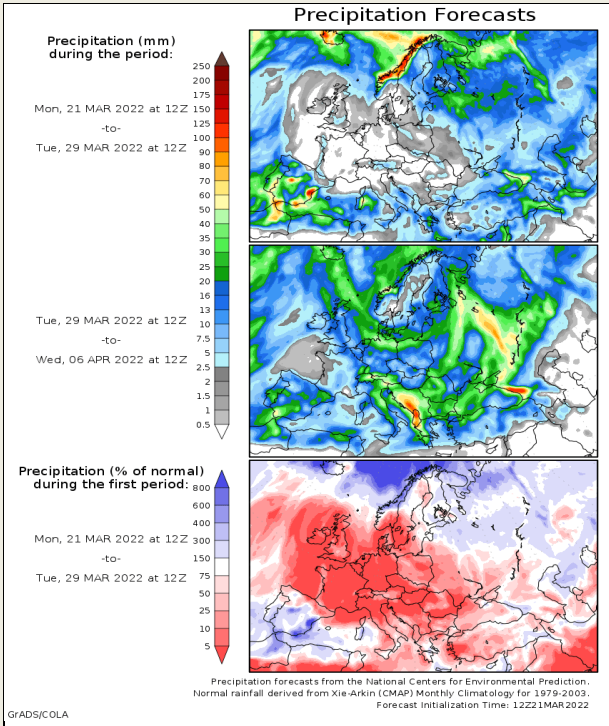 Precipitation Forecasts
Precipitation (mm)
during the period:
Mon, 21 MAR 2022 at 12Z
-to-
Tue, 29 MAR 2022 at 12Z
250
200
175
150
125
100
90
80
70
60
50
40
35
30
25
20
16
13
10
7.5
5
2.5
2
1.5
1
0.5
Tue, 29 MAR 2022 at 12Z
-to-
Wed, 06 APR 2022 at 12Z
Precipitation (% of normal)
during the first period:
Mon, 21 MAR 2022 at 12Z
-to-
Tue, 29 MAR 2022 at 12Z
800
600
400
300
150
75
50
25
10
5
Precipitation forecasts from the National Centers for Environmental Prediction.
Normal rainfall derived from Xie-Arkin (CMAP) Monthly Climatology for 1979-2003.
Forecast Initialization Time: 12Z21MAR2022
GrADS/COLA